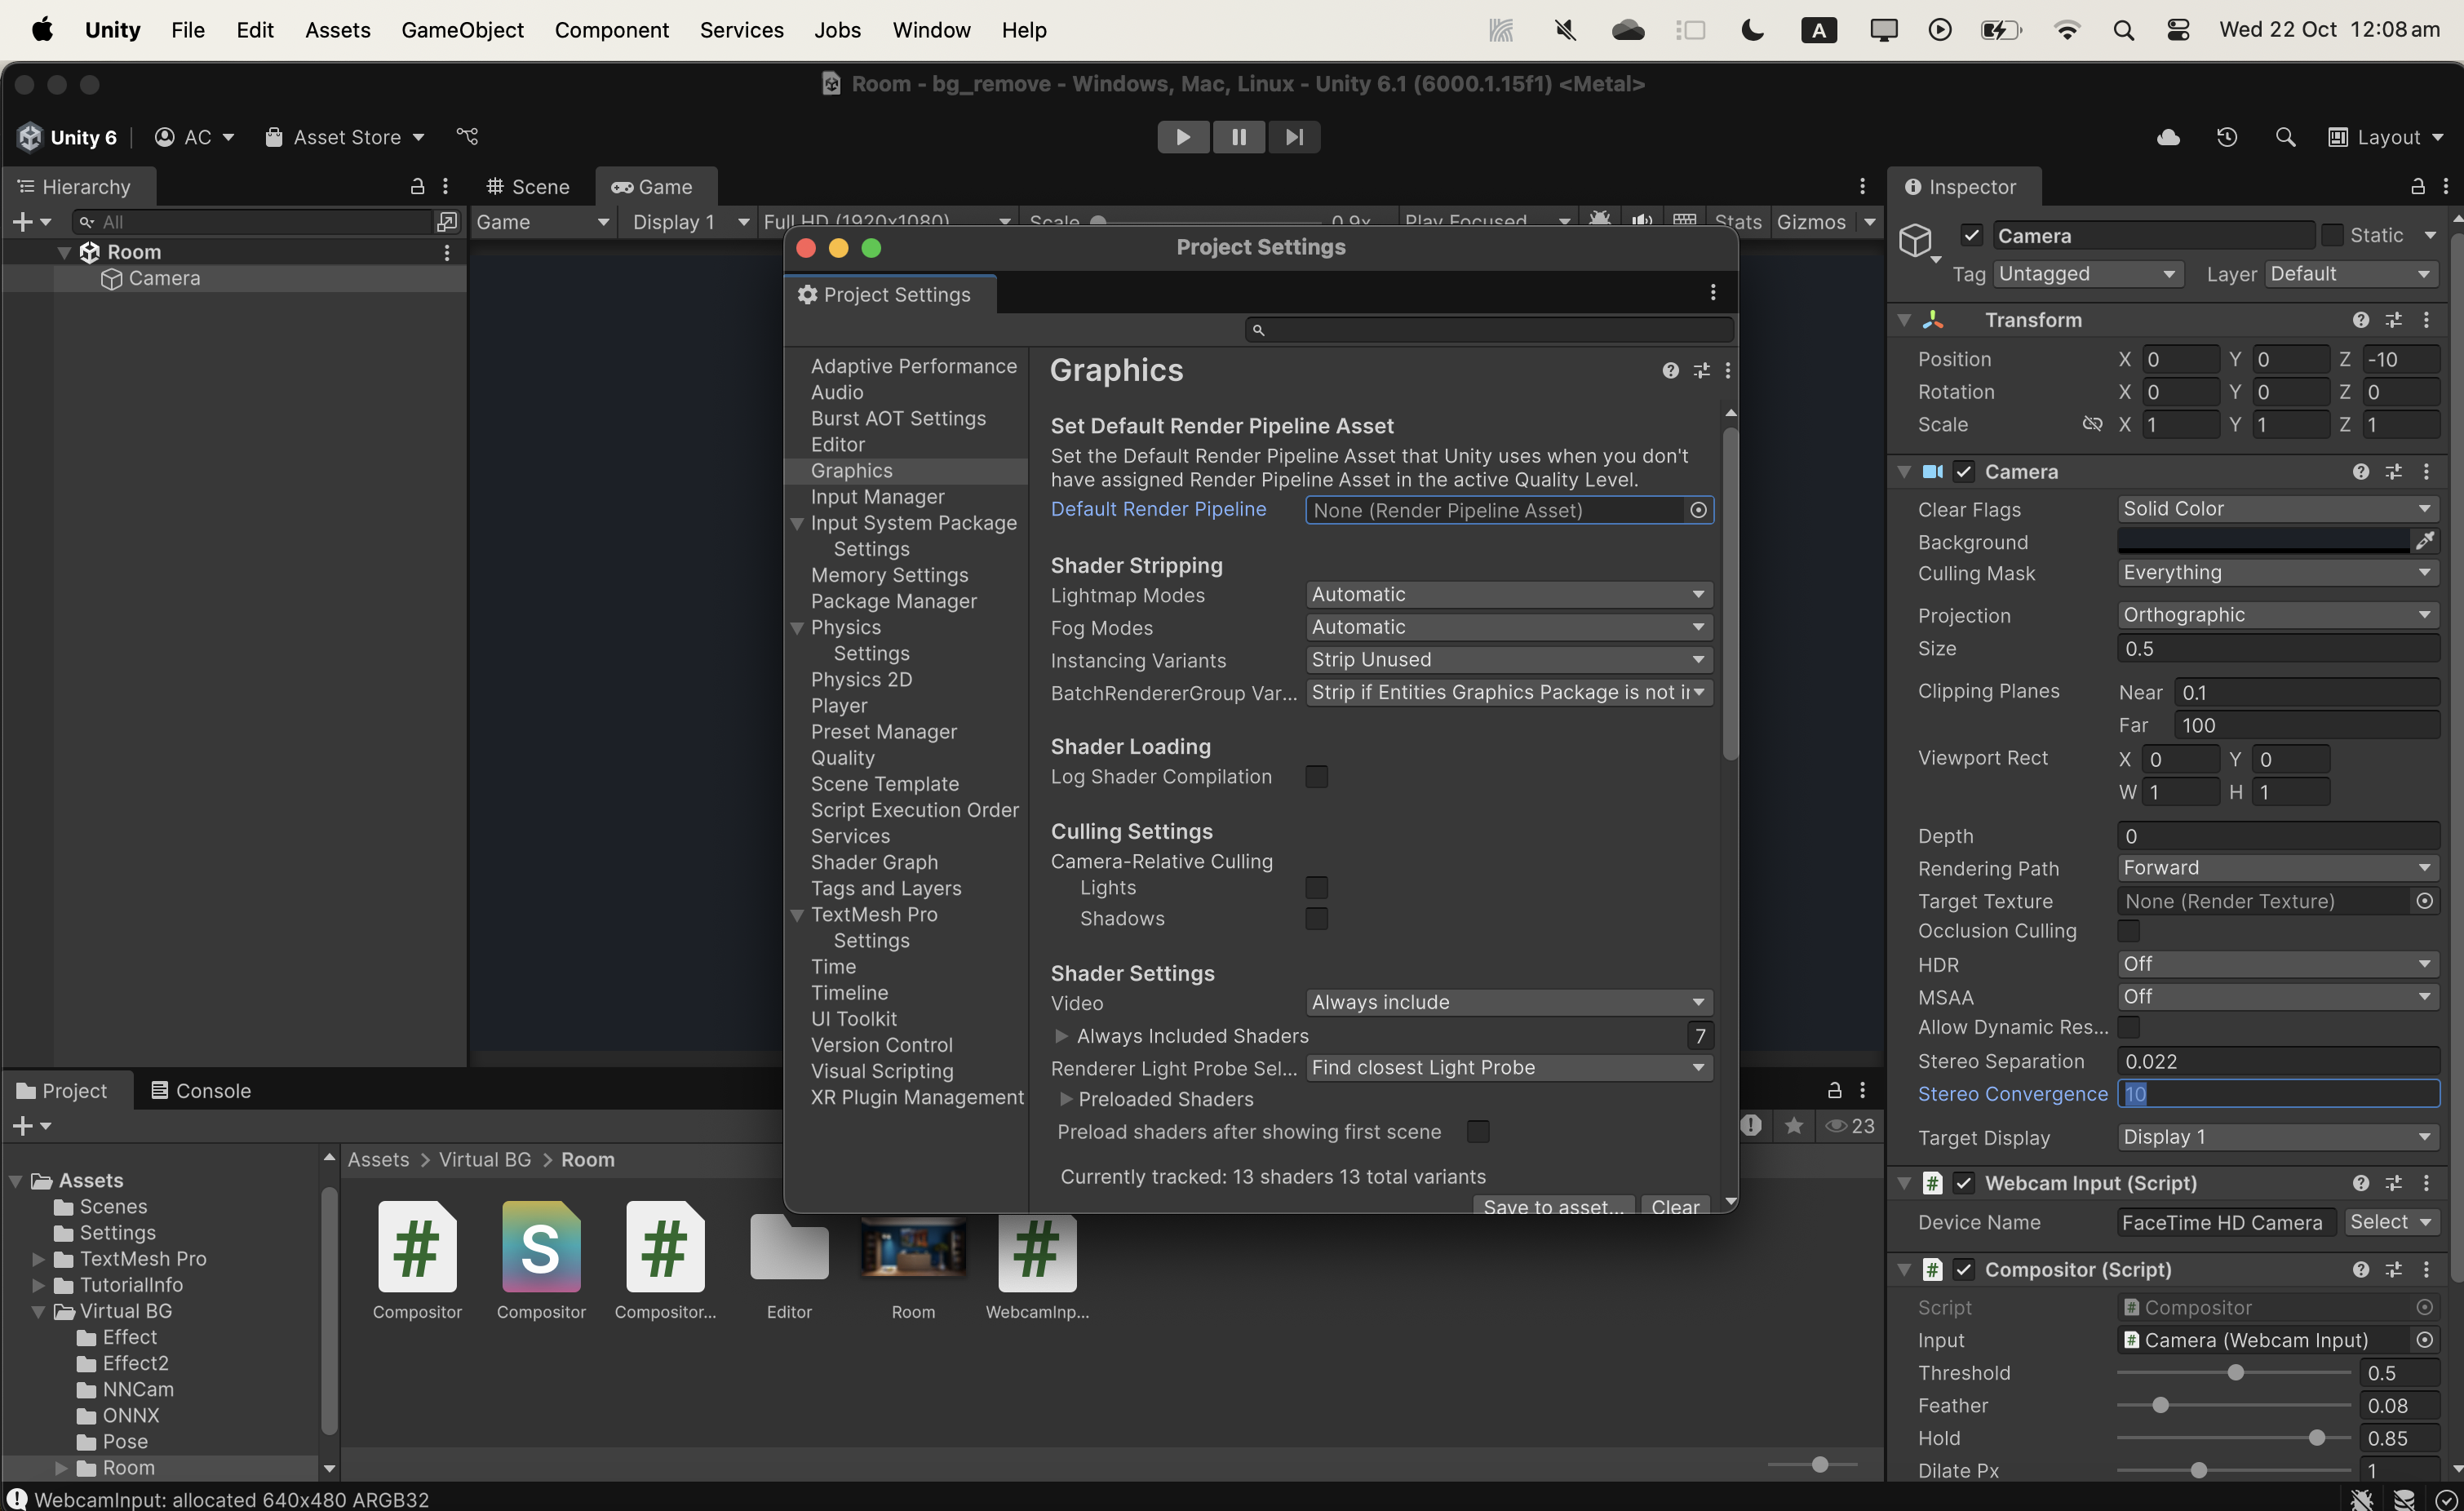 Unity File Edit Assets GameObject Component Services Jobs Window Help A Wed 22 Oct 12:08 am
Room - bg_remove - Windows, Mac, Linux - Unity 6.1 (6000.1.15f1) <Metal>
Unity 6 AC Asset Store Layout
Hierarchy
All
Room
Camera
Scene Game
Game Display 1 Full HD (1920x1080) Scale 0.9x Play Focused Stats Gizmos
Project Settings
Project Settings
Adaptive Performance
Audio
Burst AOT Settings
Editor
Graphics
Input Manager
Input System Package
Settings
Memory Settings
Package Manager
Physics
Settings
Physics 2D
Player
Preset Manager
Quality
Scene Template
Script Execution Order
Services
Shader Graph
Tags and Layers
TextMesh Pro
Settings
Time
Timeline
UI Toolkit
Version Control
Visual Scripting
XR Plugin Management
Graphics
Set Default Render Pipeline Asset
Set the Default Render Pipeline Asset that Unity uses when you don't
have assigned Render Pipeline Asset in the active Quality Level.
Default Render Pipeline None (Render Pipeline Asset)
Shader Stripping
Lightmap Modes Automatic
Fog Modes Automatic
Instancing Variants Strip Unused
BatchRendererGroup Var... Strip if Entities Graphics Package is not ir
Shader Loading
Log Shader Compilation
Culling Settings
Camera-Relative Culling
Lights
Shadows
Shader Settings
Video Always include
Always Included Shaders 7
Renderer Light Probe Sel... Find closest Light Probe
Preloaded Shaders
Preload shaders after showing first scene
Currently tracked: 13 shaders 13 total variants
Save to asset... Clear
Inspector
Camera Static
Tag Untagged Layer Default
Transform
Position X 0 Y 0 Z -10
Rotation X 0 Y 0 Z 0
Scale X 1 Y 1 Z 1
Camera
Clear Flags Solid Color
Background
Culling Mask Everything
Projection Orthographic
Size 0.5
Clipping Planes Near 0.1
Far 100
Viewport Rect X 0 Y 0
W 1 H 1
Depth 0
Rendering Path Forward
Target Texture None (Render Texture)
Occlusion Culling
HDR Off
MSAA Off
Allow Dynamic Res...
Stereo Separation 0.022
Stereo Convergence 10
Target Display Display 1
# Webcam Input (Script)
Device Name FaceTime HD Camera Select
# Compositor (Script)
Script # Compositor
Input # Camera (Webcam Input)
Threshold 0.5
Feather 0.08
Hold 0.85
Dilate Px 1
Project Console
23
Assets
Scenes
Settings
TextMesh Pro
TutorialInfo
Virtual BG
Effect
Effect2
NNCam
ONNX
Pose
Room
Assets > Virtual BG > Room
# S # #
Compositor Compositor Compositor... Editor Room WebcamInp...
WebcamInput: allocated 640x480 ARGB32